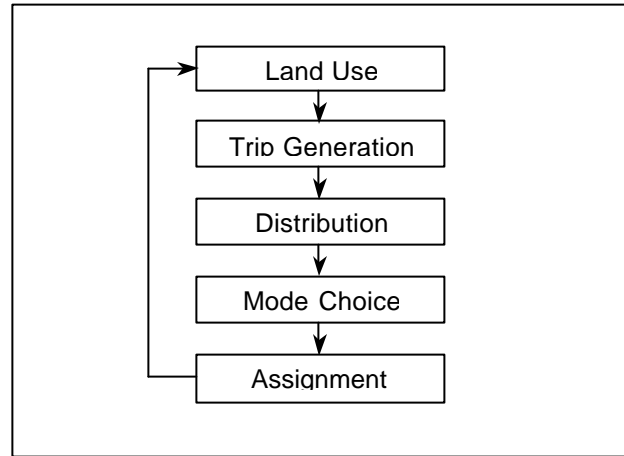 Land Use
Trip Generation
Distribution
Mode Choice
Assignment